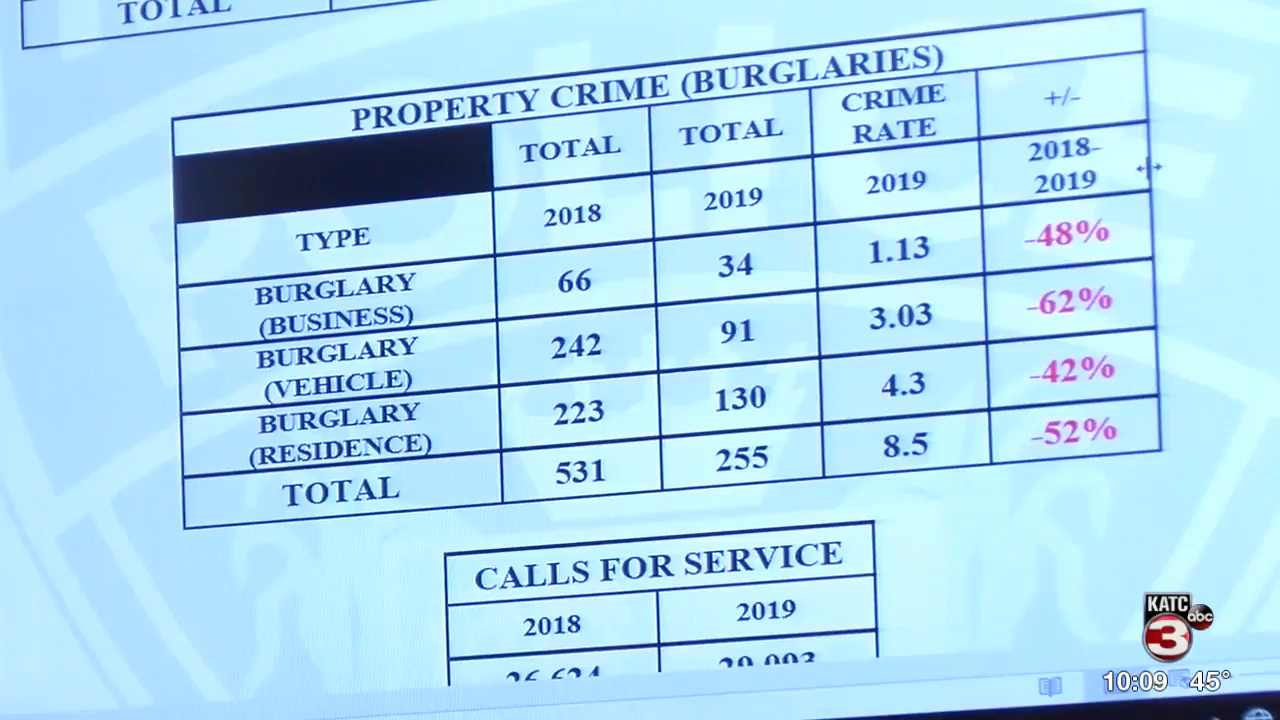 TOTAL
PROPERTY CRIME (BURGLARIES)
TOTAL TOTAL CRIME RATE +/-
TYPE 2018 2019 2019 2018-2019
BURGLARY (BUSINESS) 66 34 1.13 -48%
BURGLARY (VEHICLE) 242 91 3.03 -62%
BURGLARY (RESIDENCE) 223 130 4.3 -42%
TOTAL 531 255 8.5 -52%
CALLS FOR SERVICE
2018 2019
KATC
abc
3
10:09 45°